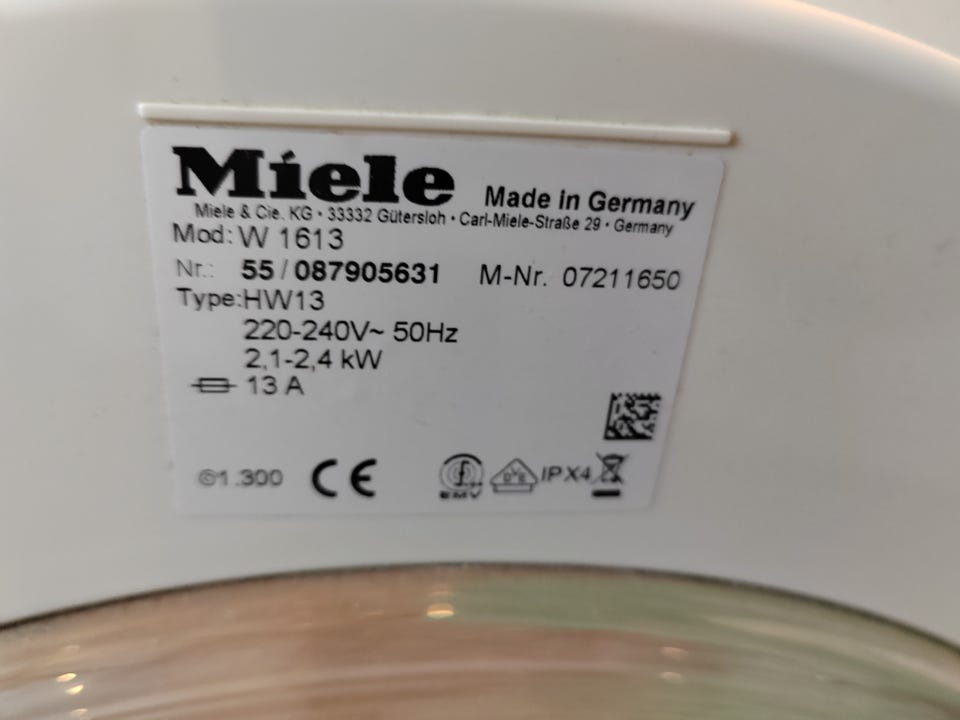 Miele Made in Germany
Miele & Cie. KG · 33332 Gütersloh · Carl-Miele-Straße 29 · Germany
Mod: W 1613
Nr.: 55 / 087905631 M-Nr. 07211650
Type: HW13
220-240V~ 50Hz
2,1-2,4 kW
13 A
1.300 CE EMV DVE IPX4